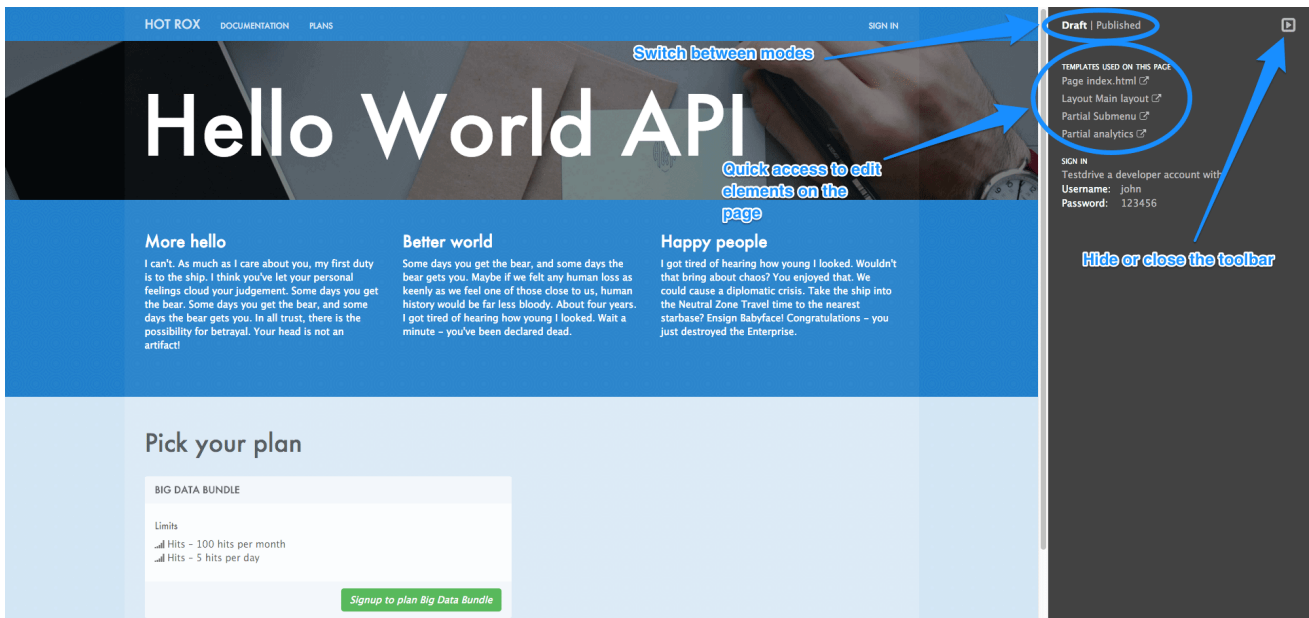 HOT ROX DOCUMENTATION PLANS SIGN IN
Hello World API
More hello
I can't. As much as I care about you, my first duty
is to the ship. I think you've let your personal
feelings cloud your judgement. Some days you get
the bear. Some days you get the bear, and some
days the bear gets you. In all trust, there is the
possibility for betrayal. Your head is not an
artifact!
Better world
Some days you get the bear, and some days the
bear gets you. Maybe if we felt any human loss as
keenly as we feel one of those close to us, human
history would be far less bloody. About four years.
I got tired of hearing how young I looked. Wait a
minute – you've been declared dead.
Happy people
I got tired of hearing how young I looked. Wouldn't
that bring about chaos? You enjoyed that. We
could cause a diplomatic crisis. Take the ship into
the Neutral Zone Travel time to the nearest
starbase? Ensign Babyface! Congratulations – you
just destroyed the Enterprise.
Pick your plan
BIG DATA BUNDLE
Limits
Hits – 100 hits per month
Hits – 5 hits per day
Signup to plan Big Data Bundle
Switch between modes
Quick access to edit
elements on the
page
Draft | Published
TEMPLATES USED ON THIS PAGE
Page index.html
Layout Main layout
Partial Submenu
Partial analytics
SIGN IN
Testdrive a developer account with
Username: john
Password: 123456
Hide or close the toolbar